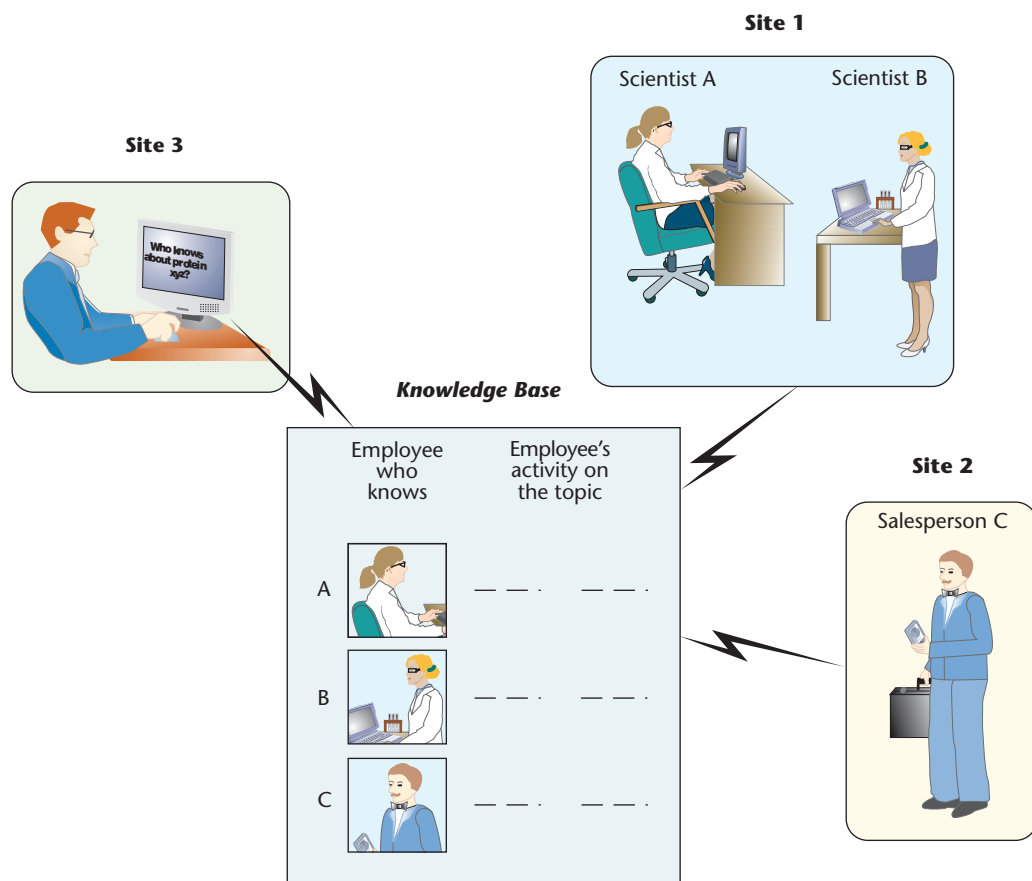 Site 1
Scientist A
Scientist B
Site 3
Who knows
about protein
xyz?
Knowledge Base
Employee
who
knows
Employee's
activity on
the topic
Site 2
Salesperson C
A
B
C